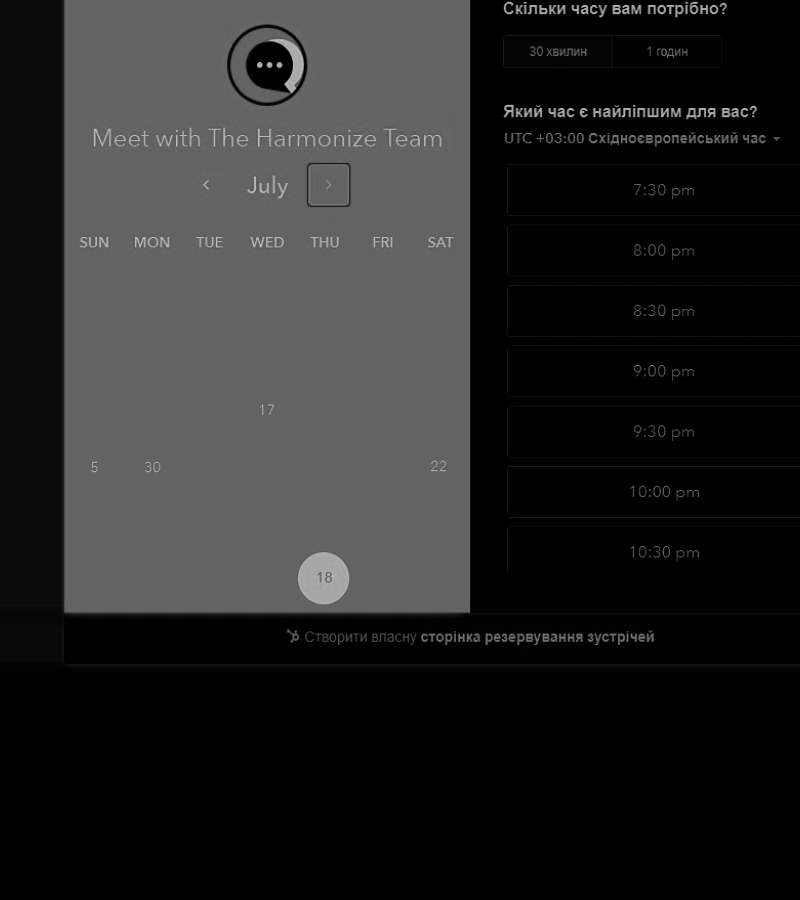 Meet with The Harmonize Team
July
SUN MON TUE WED THU FRI SAT
17
5 30 22
18
Скільки часу вам потрібно?
30 хвилин 1 годин
Який час є найліпшим для вас?
UTC +03:00 Східноєвропейський час
7:30 pm
8:00 pm
8:30 pm
9:00 pm
9:30 pm
10:00 pm
10:30 pm
Створити власну сторінка резервування зустрічей